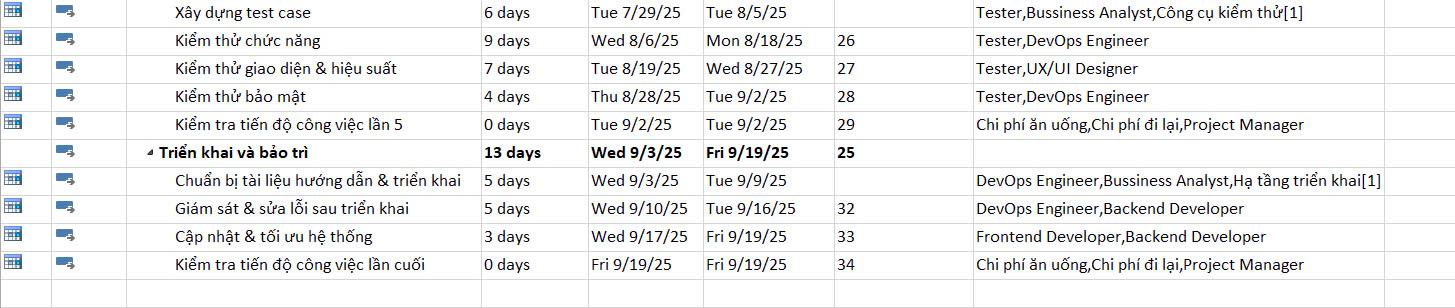 Xây dựng test case 6 days Tue 7/29/25 Tue 8/5/25 Tester,Bussiness Analyst,Công cụ kiểm thử[1]
Kiểm thử chức năng 9 days Wed 8/6/25 Mon 8/18/25 26 Tester,DevOps Engineer
Kiểm thử giao diện & hiệu suất 7 days Tue 8/19/25 Wed 8/27/25 27 Tester,UX/UI Designer
Kiểm thử bảo mật 4 days Thu 8/28/25 Tue 9/2/25 28 Tester,DevOps Engineer
Kiểm tra tiến độ công việc lần 5 0 days Tue 9/2/25 Tue 9/2/25 29 Chi phí ăn uống,Chi phí đi lại,Project Manager
Triển khai và bảo trì 13 days Wed 9/3/25 Fri 9/19/25 25
Chuẩn bị tài liệu hướng dẫn & triển khai 5 days Wed 9/3/25 Tue 9/9/25 DevOps Engineer,Bussiness Analyst,Hạ tầng triển khai[1]
Giám sát & sửa lỗi sau triển khai 5 days Wed 9/10/25 Tue 9/16/25 32 DevOps Engineer,Backend Developer
Cập nhật & tối ưu hệ thống 3 days Wed 9/17/25 Fri 9/19/25 33 Frontend Developer,Backend Developer
Kiểm tra tiến độ công việc lần cuối 0 days Fri 9/19/25 Fri 9/19/25 34 Chi phí ăn uống,Chi phí đi lại,Project Manager